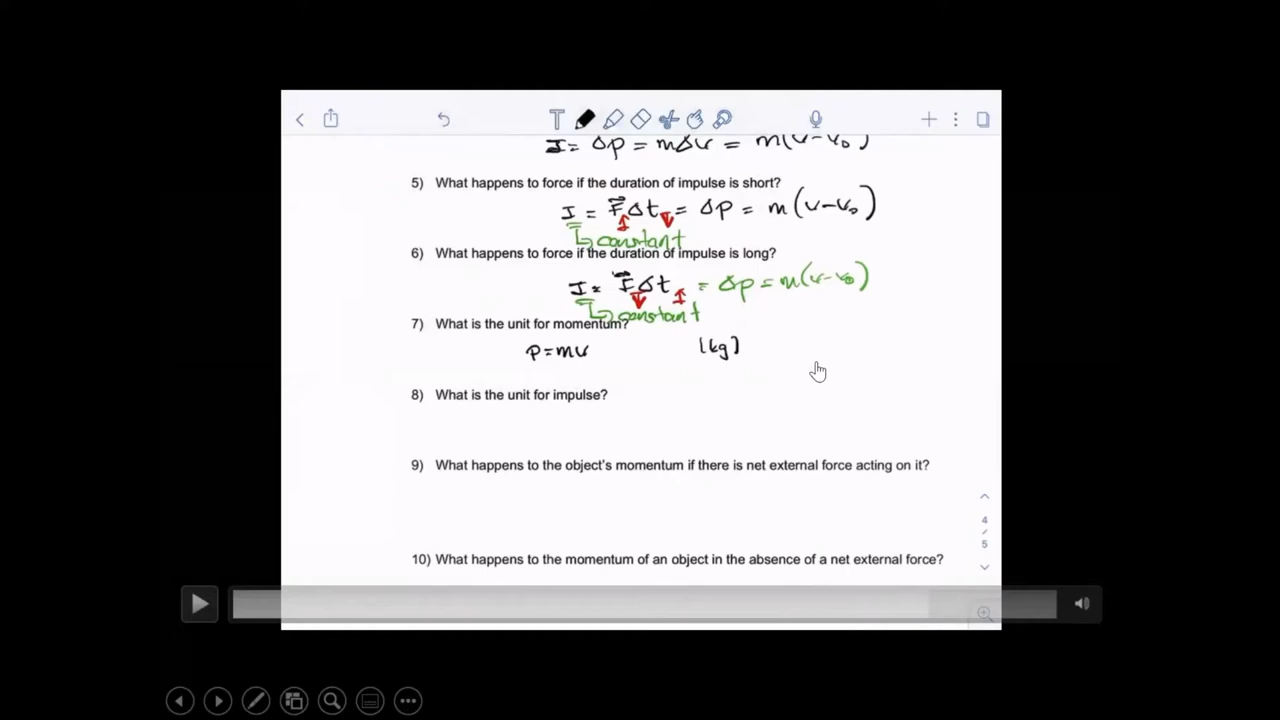 I = Δp = mΔv = m(v-v₀)
5) What happens to force if the duration of impulse is short?
I = F⃗Δt = Δp = m(v-v₀)
constant
6) What happens to force if the duration of impulse is long?
I = F⃗Δt = Δp = m(v-v₀)
constant
7) What is the unit for momentum?
p=mv [kg]
8) What is the unit for impulse?
9) What happens to the object's momentum if there is net external force acting on it?
4
/
5
10) What happens to the momentum of an object in the absence of a net external force?